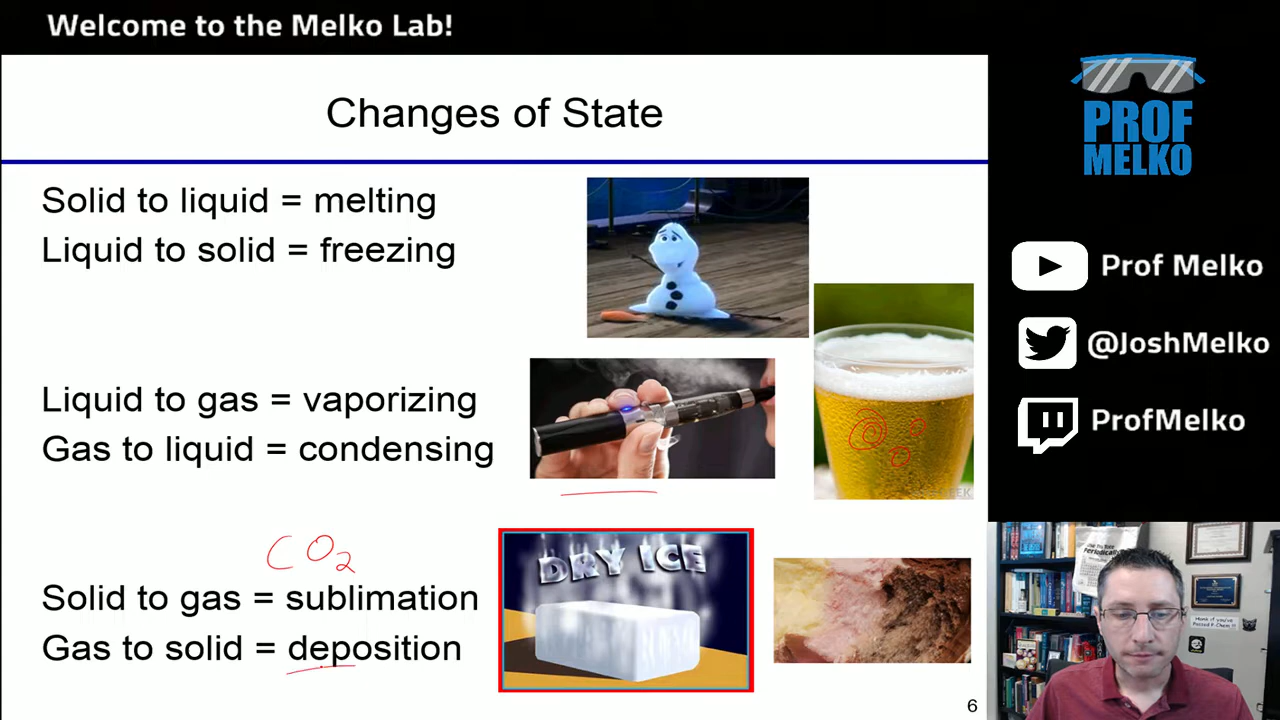 Welcome to the Melko Lab!
Changes of State
Solid to liquid = melting
Liquid to solid = freezing
Liquid to gas = vaporizing
Gas to liquid = condensing
CO2
Solid to gas = sublimation
Gas to solid = deposition
DRY ICE
6
PROF
MELKO
Prof Melko
@JoshMelko
ProfMelko
Periodically